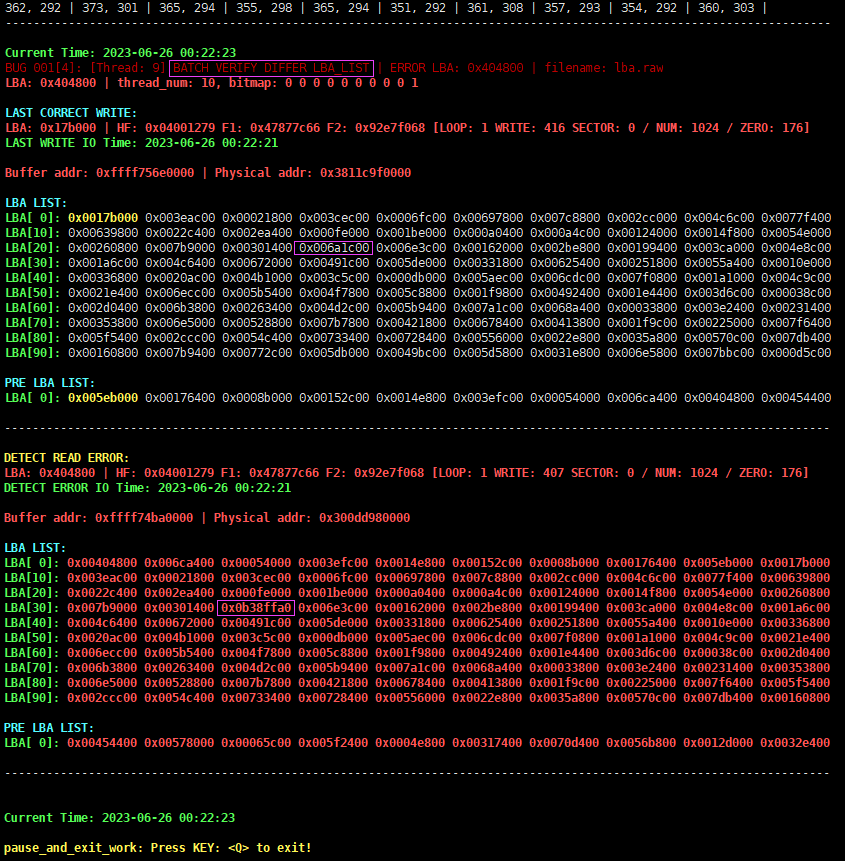 362, 292 | 373, 301 | 365, 294 | 355, 298 | 365, 294 | 351, 292 | 361, 308 | 357, 293 | 354, 292 | 360, 303 |
----------------------------------------------------------------------------------------------------------------------
Current Time: 2023-06-26 00:22:23
BUG 001[4]: [Thread: 9] BATCH VERIFY DIFFER LBA_LIST | ERROR LBA: 0x404800 | filename: lba.raw
LBA: 0x404800 | thread_num: 10, bitmap: 0 0 0 0 0 0 0 0 0 1
LAST CORRECT WRITE:
LBA: 0x17b000 | HF: 0x04001279 F1: 0x47877c66 F2: 0x92e7f068 [LOOP: 1 WRITE: 416 SECTOR: 0 / NUM: 1024 / ZERO: 176]
LAST WRITE IO Time: 2023-06-26 00:22:21
Buffer addr: 0xffff756e0000 | Physical addr: 0x3811c9f0000
LBA LIST:
LBA[ 0]: 0x0017b000 0x003eac00 0x00021800 0x003cec00 0x0006fc00 0x00697800 0x007c8800 0x002cc000 0x004c6c00 0x0077f400
LBA[10]: 0x00639800 0x0022c400 0x002ea400 0x000fe000 0x001be000 0x000a0400 0x000a4c00 0x00124000 0x0014f800 0x0054e000
LBA[20]: 0x00260800 0x007b9000 0x00301400 0x006a1c00 0x006e3c00 0x00162000 0x002be800 0x00199400 0x003ca000 0x004e8c00
LBA[30]: 0x001a6c00 0x004c6400 0x00672000 0x00491c00 0x005de000 0x00331800 0x00625400 0x00251800 0x0055a400 0x0010e000
LBA[40]: 0x00336800 0x0020ac00 0x004b1000 0x003c5c00 0x000db000 0x005aec00 0x006cdc00 0x007f0800 0x001a1000 0x004c9c00
LBA[50]: 0x0021e400 0x006ecc00 0x005b5400 0x004f7800 0x005c8800 0x001f9800 0x00492400 0x001e4400 0x003d6c00 0x00038c00
LBA[60]: 0x002d0400 0x006b3800 0x00263400 0x004d2c00 0x005b9400 0x007a1c00 0x0068a400 0x00033800 0x003e2400 0x00231400
LBA[70]: 0x00353800 0x006e5000 0x00528800 0x007b7800 0x00421800 0x00678400 0x00413800 0x001f9c00 0x00225000 0x007f6400
LBA[80]: 0x005f5400 0x002ccc00 0x0054c400 0x00733400 0x00728400 0x00556000 0x0022e800 0x0035a800 0x00570c00 0x007db400
LBA[90]: 0x00160800 0x007b9400 0x00772c00 0x005db000 0x0049bc00 0x005d5800 0x0031e800 0x006e5800 0x007bbc00 0x000d5c00
PRE LBA LIST:
LBA[ 0]: 0x005eb000 0x00176400 0x0008b000 0x00152c00 0x0014e800 0x003efc00 0x00054000 0x006ca400 0x00404800 0x00454400
----------------------------------------------------------------------------------------------------------------------
DETECT READ ERROR:
LBA: 0x404800 | HF: 0x04001279 F1: 0x47877c66 F2: 0x92e7f068 [LOOP: 1 WRITE: 407 SECTOR: 0 / NUM: 1024 / ZERO: 176]
DETECT ERROR IO Time: 2023-06-26 00:22:21
Buffer addr: 0xffff74ba0000 | Physical addr: 0x300dd980000
LBA LIST:
LBA[ 0]: 0x00404800 0x006ca400 0x00054000 0x003efc00 0x0014e800 0x00152c00 0x0008b000 0x00176400 0x005eb000 0x0017b000
LBA[10]: 0x003eac00 0x00021800 0x003cec00 0x0006fc00 0x00697800 0x007c8800 0x002cc000 0x004c6c00 0x0077f400 0x00639800
LBA[20]: 0x0022c400 0x002ea400 0x000fe000 0x001be000 0x000a0400 0x000a4c00 0x00124000 0x0014f800 0x0054e000 0x00260800
LBA[30]: 0x007b9000 0x00301400 0x0b38ffa0 0x006e3c00 0x00162000 0x002be800 0x00199400 0x003ca000 0x004e8c00 0x001a6c00
LBA[40]: 0x004c6400 0x00672000 0x00491c00 0x005de000 0x00331800 0x00625400 0x00251800 0x0055a400 0x0010e000 0x00336800
LBA[50]: 0x0020ac00 0x004b1000 0x003c5c00 0x000db000 0x005aec00 0x006cdc00 0x007f0800 0x001a1000 0x004c9c00 0x0021e400
LBA[60]: 0x006ecc00 0x005b5400 0x004f7800 0x005c8800 0x001f9800 0x00492400 0x001e4400 0x003d6c00 0x00038c00 0x002d0400
LBA[70]: 0x006b3800 0x00263400 0x004d2c00 0x005b9400 0x007a1c00 0x0068a400 0x00033800 0x003e2400 0x00231400 0x00353800
LBA[80]: 0x006e5000 0x00528800 0x007b7800 0x00421800 0x00678400 0x00413800 0x001f9c00 0x00225000 0x007f6400 0x005f5400
LBA[90]: 0x002ccc00 0x0054c400 0x00733400 0x00728400 0x00556000 0x0022e800 0x0035a800 0x00570c00 0x007db400 0x00160800
PRE LBA LIST:
LBA[ 0]: 0x00454400 0x00578000 0x00065c00 0x005f2400 0x0004e800 0x00317400 0x0070d400 0x0056b800 0x0012d000 0x0032e400
----------------------------------------------------------------------------------------------------------------------
Current Time: 2023-06-26 00:22:23
pause_and_exit_work: Press KEY: <Q> to exit!